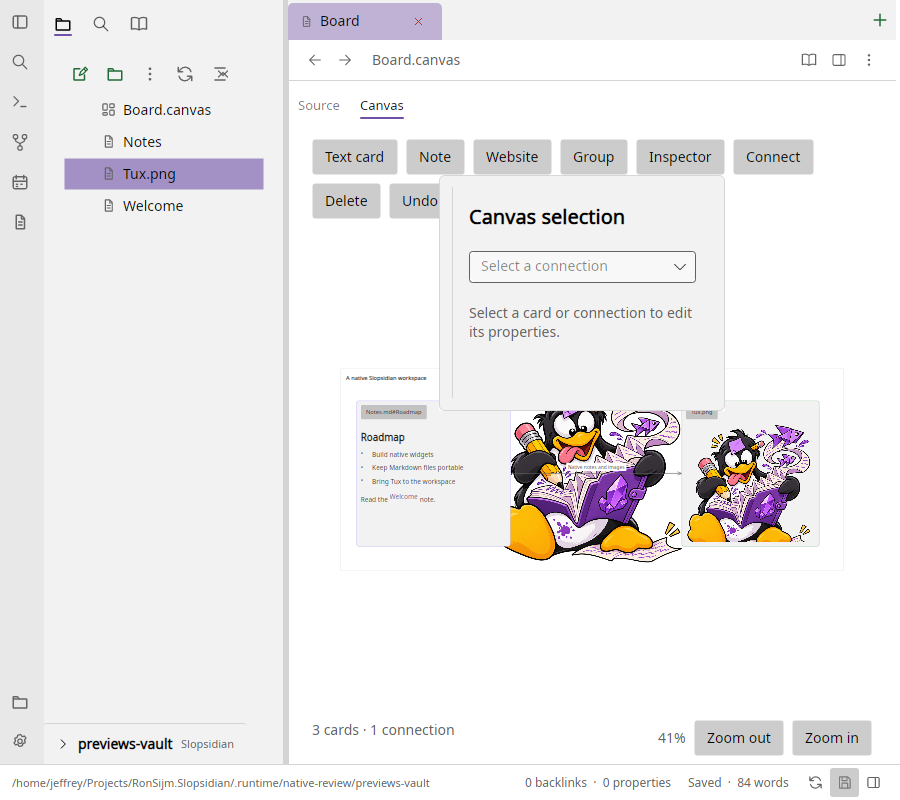 Board
Board.canvas
Source
Canvas
Board.canvas
Notes
Tux.png
Welcome
Text card
Note
Website
Group
Inspector
Connect
Delete
Undo
Canvas selection
Select a connection
Select a card or connection to edit
its properties.
A native Slopsidian workspace
Notes.md#Roadmap
Tux.png
Roadmap
• Build native widgets
• Keep Markdown files portable
• Bring Tux to the workspace
Read the Welcome note.
Native notes and images
3 cards · 1 connection
41%
Zoom out
Zoom in
previews-vault Slopsidian
/home/jeffrey/Projects/RonSijm.Slopsidian/.runtime/native-review/previews-vault
0 backlinks · 0 properties
Saved · 84 words